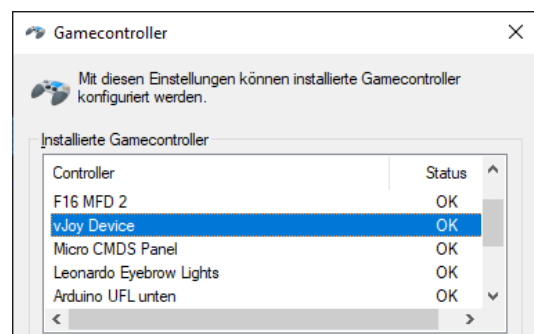 Gamecontroller
Mit diesen Einstellungen können installierte Gamecontroller
konfiguriert werden.
Installierte Gamecontroller
Controller Status
F16 MFD 2 OK
vJoy Device OK
Micro CMDS Panel OK
Leonardo Eyebrow Lights OK
Arduino UFL unten OK